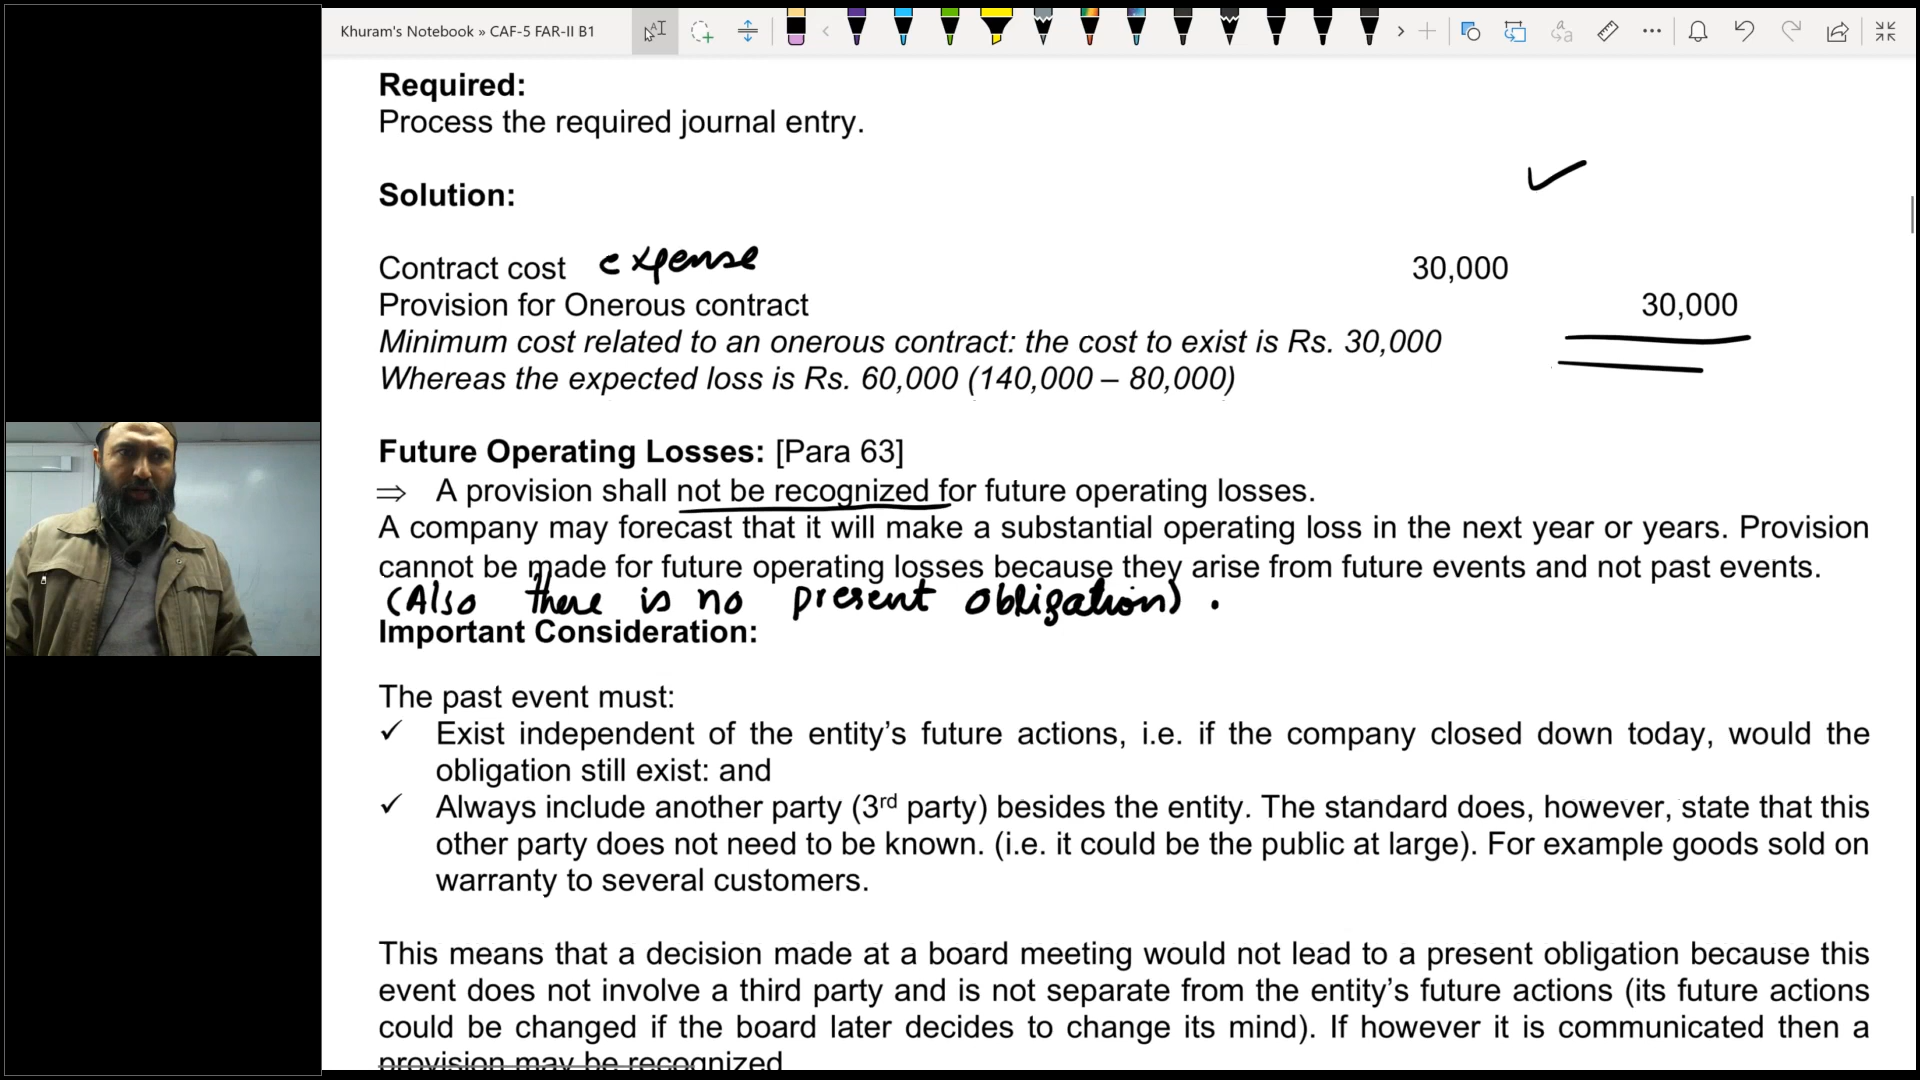 Khuram's Notebook » CAF-5 FAR-II B1
Required:
Process the required journal entry.
Solution:
Contract cost expense 30,000
Provision for Onerous contract 30,000
Minimum cost related to an onerous contract: the cost to exist is Rs. 30,000
Whereas the expected loss is Rs. 60,000 (140,000 – 80,000)
Future Operating Losses: [Para 63]
⇒ A provision shall not be recognized for future operating losses.
A company may forecast that it will make a substantial operating loss in the next year or years. Provision
cannot be made for future operating losses because they arise from future events and not past events.
(Also there is no present obligation).
Important Consideration:
The past event must:
✓ Exist independent of the entity’s future actions, i.e. if the company closed down today, would the
obligation still exist: and
✓ Always include another party (3rd party) besides the entity. The standard does, however, state that this
other party does not need to be known. (i.e. it could be the public at large). For example goods sold on
warranty to several customers.
This means that a decision made at a board meeting would not lead to a present obligation because this
event does not involve a third party and is not separate from the entity’s future actions (its future actions
could be changed if the board later decides to change its mind). If however it is communicated then a
provision may be recognized